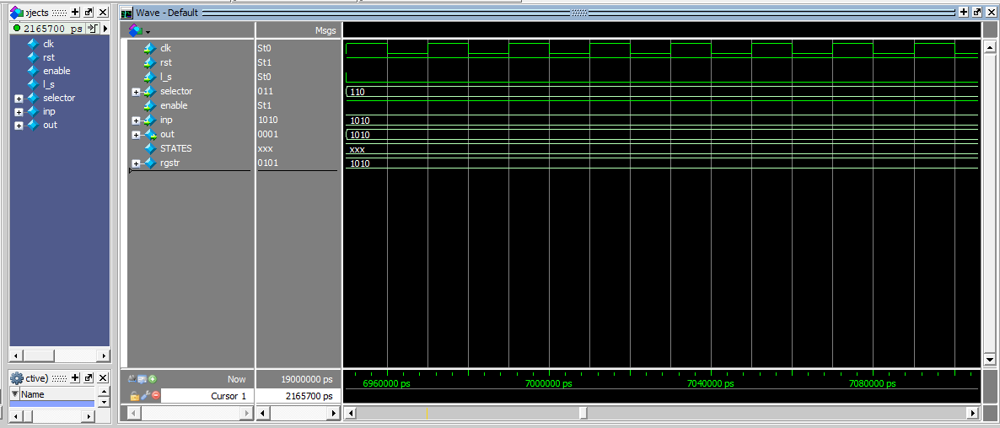 ojects
Wave - Default
2165700 ps
Msgs
clk
rst
enable
l_s
selector
inp
out
clk St0
rst St1
l_s St0
selector 011 110
enable St1
inp 1010 1010
out 0001 1010
STATES xxx xxx
rgstr 0101 1010
ctive)
Name
Now 19000000 ps
Cursor 1 2165700 ps
6960000 ps 7000000 ps 7040000 ps 7080000 ps